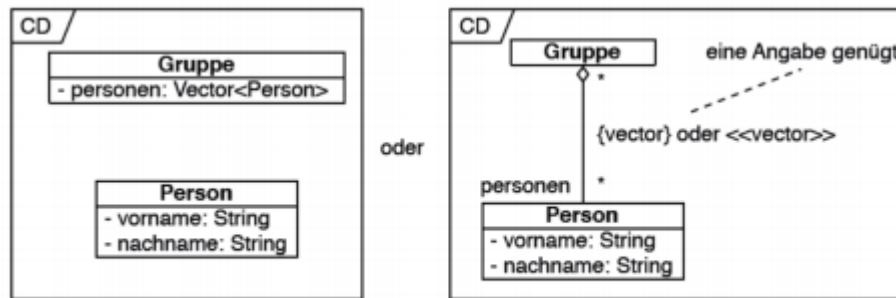 CD
Gruppe
- personen: Vector<Person>
Person
- vorname: String
- nachname: String
oder
CD
Gruppe
eine Angabe genügt
*
{vector} oder <<vector>>
personen
*
Person
- vorname: String
- nachname: String